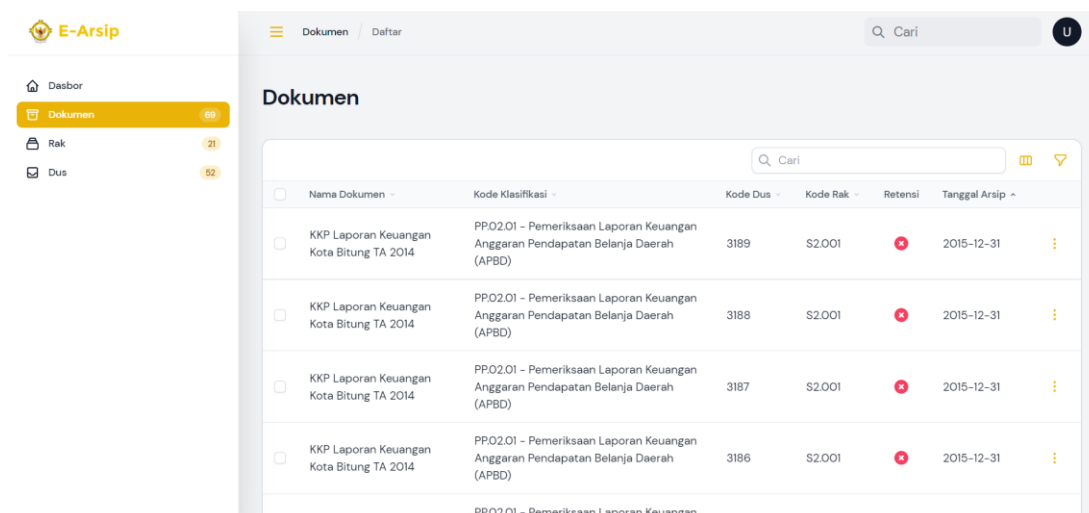 E-Arsip
Dokumen / Daftar
Cari
U
Dasbor
Dokumen 69
Rak 21
Dus 52
Dokumen
Cari
Nama Dokumen Kode Klasifikasi Kode Dus Kode Rak Retensi Tanggal Arsip
KKP Laporan Keuangan
Kota Bitung TA 2014
PP.02.01 - Pemeriksaan Laporan Keuangan
Anggaran Pendapatan Belanja Daerah
(APBD)
3189 S2.001 2015-12-31
KKP Laporan Keuangan
Kota Bitung TA 2014
PP.02.01 - Pemeriksaan Laporan Keuangan
Anggaran Pendapatan Belanja Daerah
(APBD)
3188 S2.001 2015-12-31
KKP Laporan Keuangan
Kota Bitung TA 2014
PP.02.01 - Pemeriksaan Laporan Keuangan
Anggaran Pendapatan Belanja Daerah
(APBD)
3187 S2.001 2015-12-31
KKP Laporan Keuangan
Kota Bitung TA 2014
PP.02.01 - Pemeriksaan Laporan Keuangan
Anggaran Pendapatan Belanja Daerah
(APBD)
3186 S2.001 2015-12-31
PP.02.01 - Pemeriksaan Laporan Keuangan